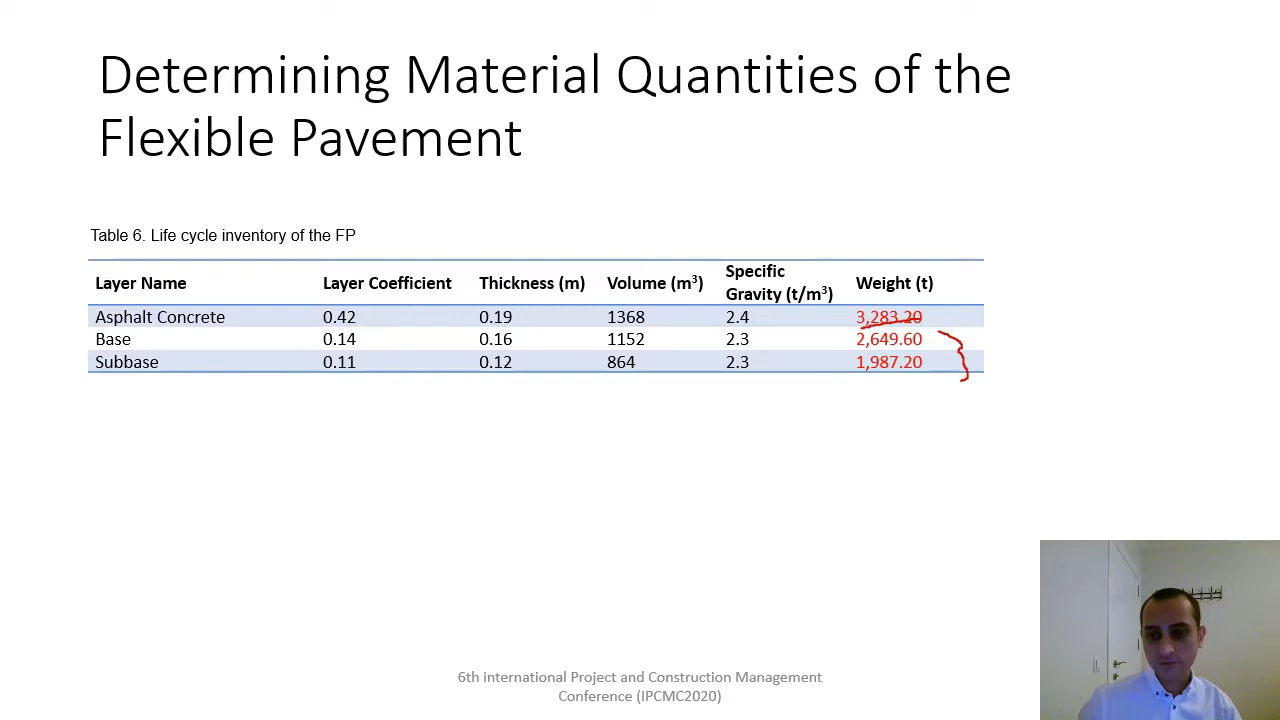 Determining Material Quantities of the
Flexible Pavement
Table 6. Life cycle inventory of the FP
Layer Name Layer Coefficient Thickness (m) Volume (m³) Specific Gravity (t/m³) Weight (t)
Asphalt Concrete 0.42 0.19 1368 2.4 3,283.20
Base 0.14 0.16 1152 2.3 2,649.60
Subbase 0.11 0.12 864 2.3 1,987.20
6th international Project and Construction Management
Conference (IPCMC2020)